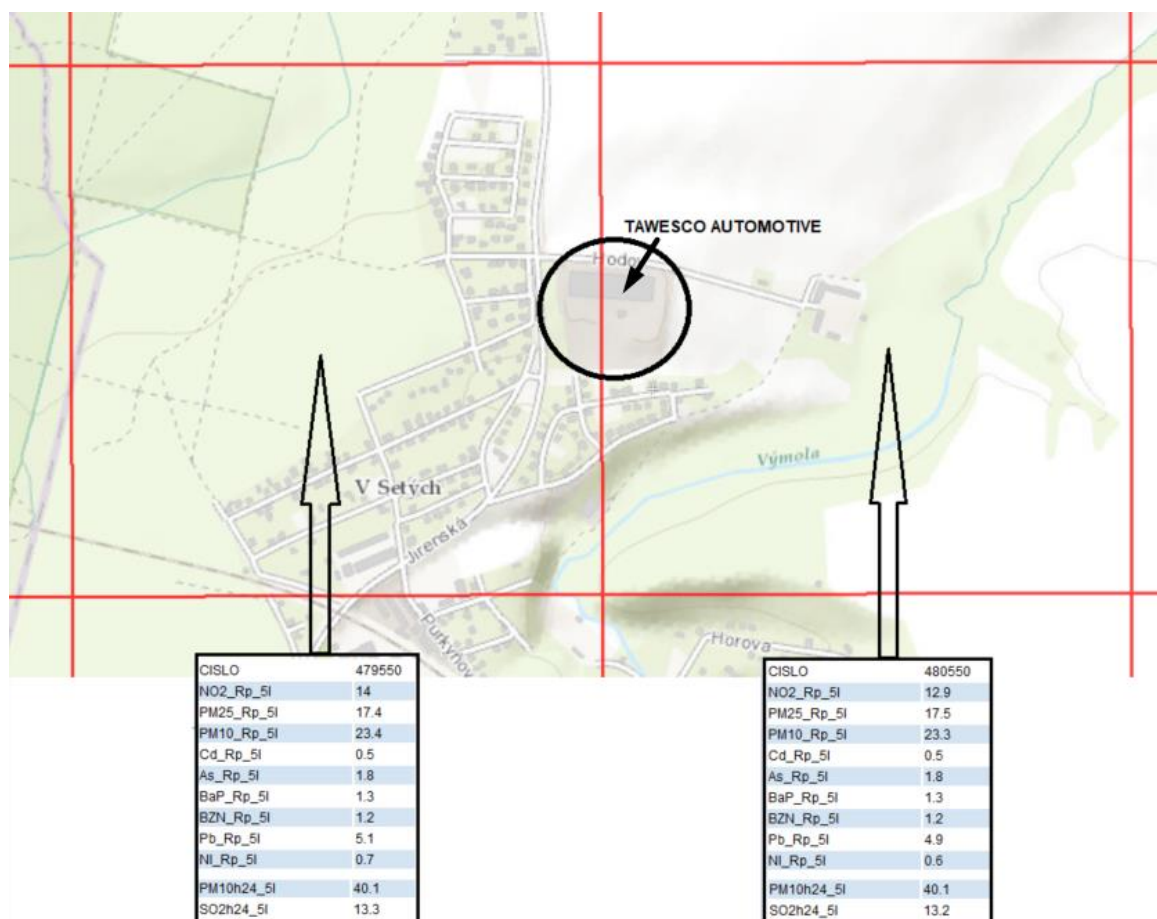 TAWESCO AUTOMOTIVE
Výmola
V Setých
Jirenská
Horova
CISLO 479550
NO2_Rp_5l 14
PM25_Rp_5l 17.4
PM10_Rp_5l 23.4
Cd_Rp_5l 0.5
As_Rp_5l 1.8
BaP_Rp_5l 1.3
BZN_Rp_5l 1.2
Pb_Rp_5l 5.1
NI_Rp_5l 0.7
PM10h24_5l 40.1
SO2h24_5l 13.3
CISLO 480550
NO2_Rp_5l 12.9
PM25_Rp_5l 17.5
PM10_Rp_5l 23.3
Cd_Rp_5l 0.5
As_Rp_5l 1.8
BaP_Rp_5l 1.3
BZN_Rp_5l 1.2
Pb_Rp_5l 4.9
NI_Rp_5l 0.6
PM10h24_5l 40.1
SO2h24_5l 13.2